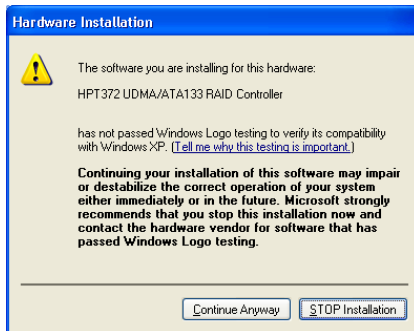 Hardware Installation
The software you are installing for this hardware:
HPT372 UDMA/ATA133 RAID Controller
has not passed Windows Logo testing to verify its compatibility
with Windows XP. (Tell me why this testing is important.)
Continuing your installation of this software may impair
or destabilize the correct operation of your system
either immediately or in the future. Microsoft strongly
recommends that you stop this installation now and
contact the hardware vendor for software that has
passed Windows Logo testing.
Continue Anyway STOP Installation